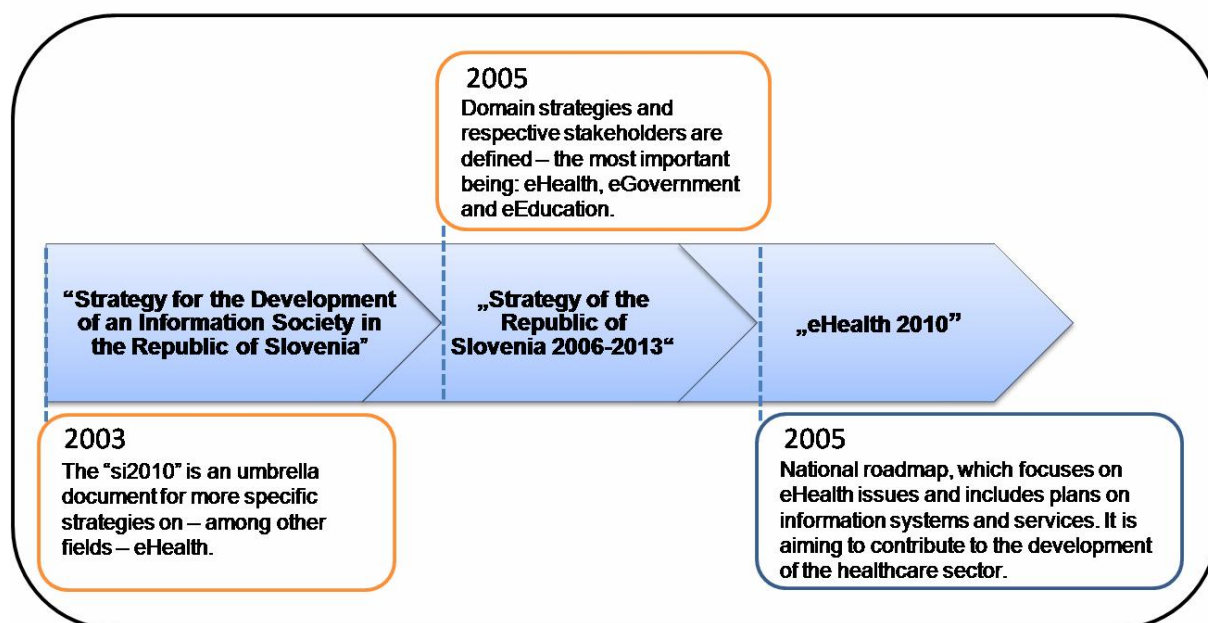 2005
Domain strategies and
respective stakeholders are
defined – the most important
being: eHealth, eGovernment
and eEducation.
“Strategy for the Development
of an Information Society in
the Republic of Slovenia”
„Strategy of the
Republic of
Slovenia 2006-2013“
„eHealth 2010”
2003
The “si2010” is an umbrella
document for more specific
strategies on – among other
fields – eHealth.
2005
National roadmap, which focuses on
eHealth issues and includes plans on
information systems and services. It is
aiming to contribute to the development
of the healthcare sector.